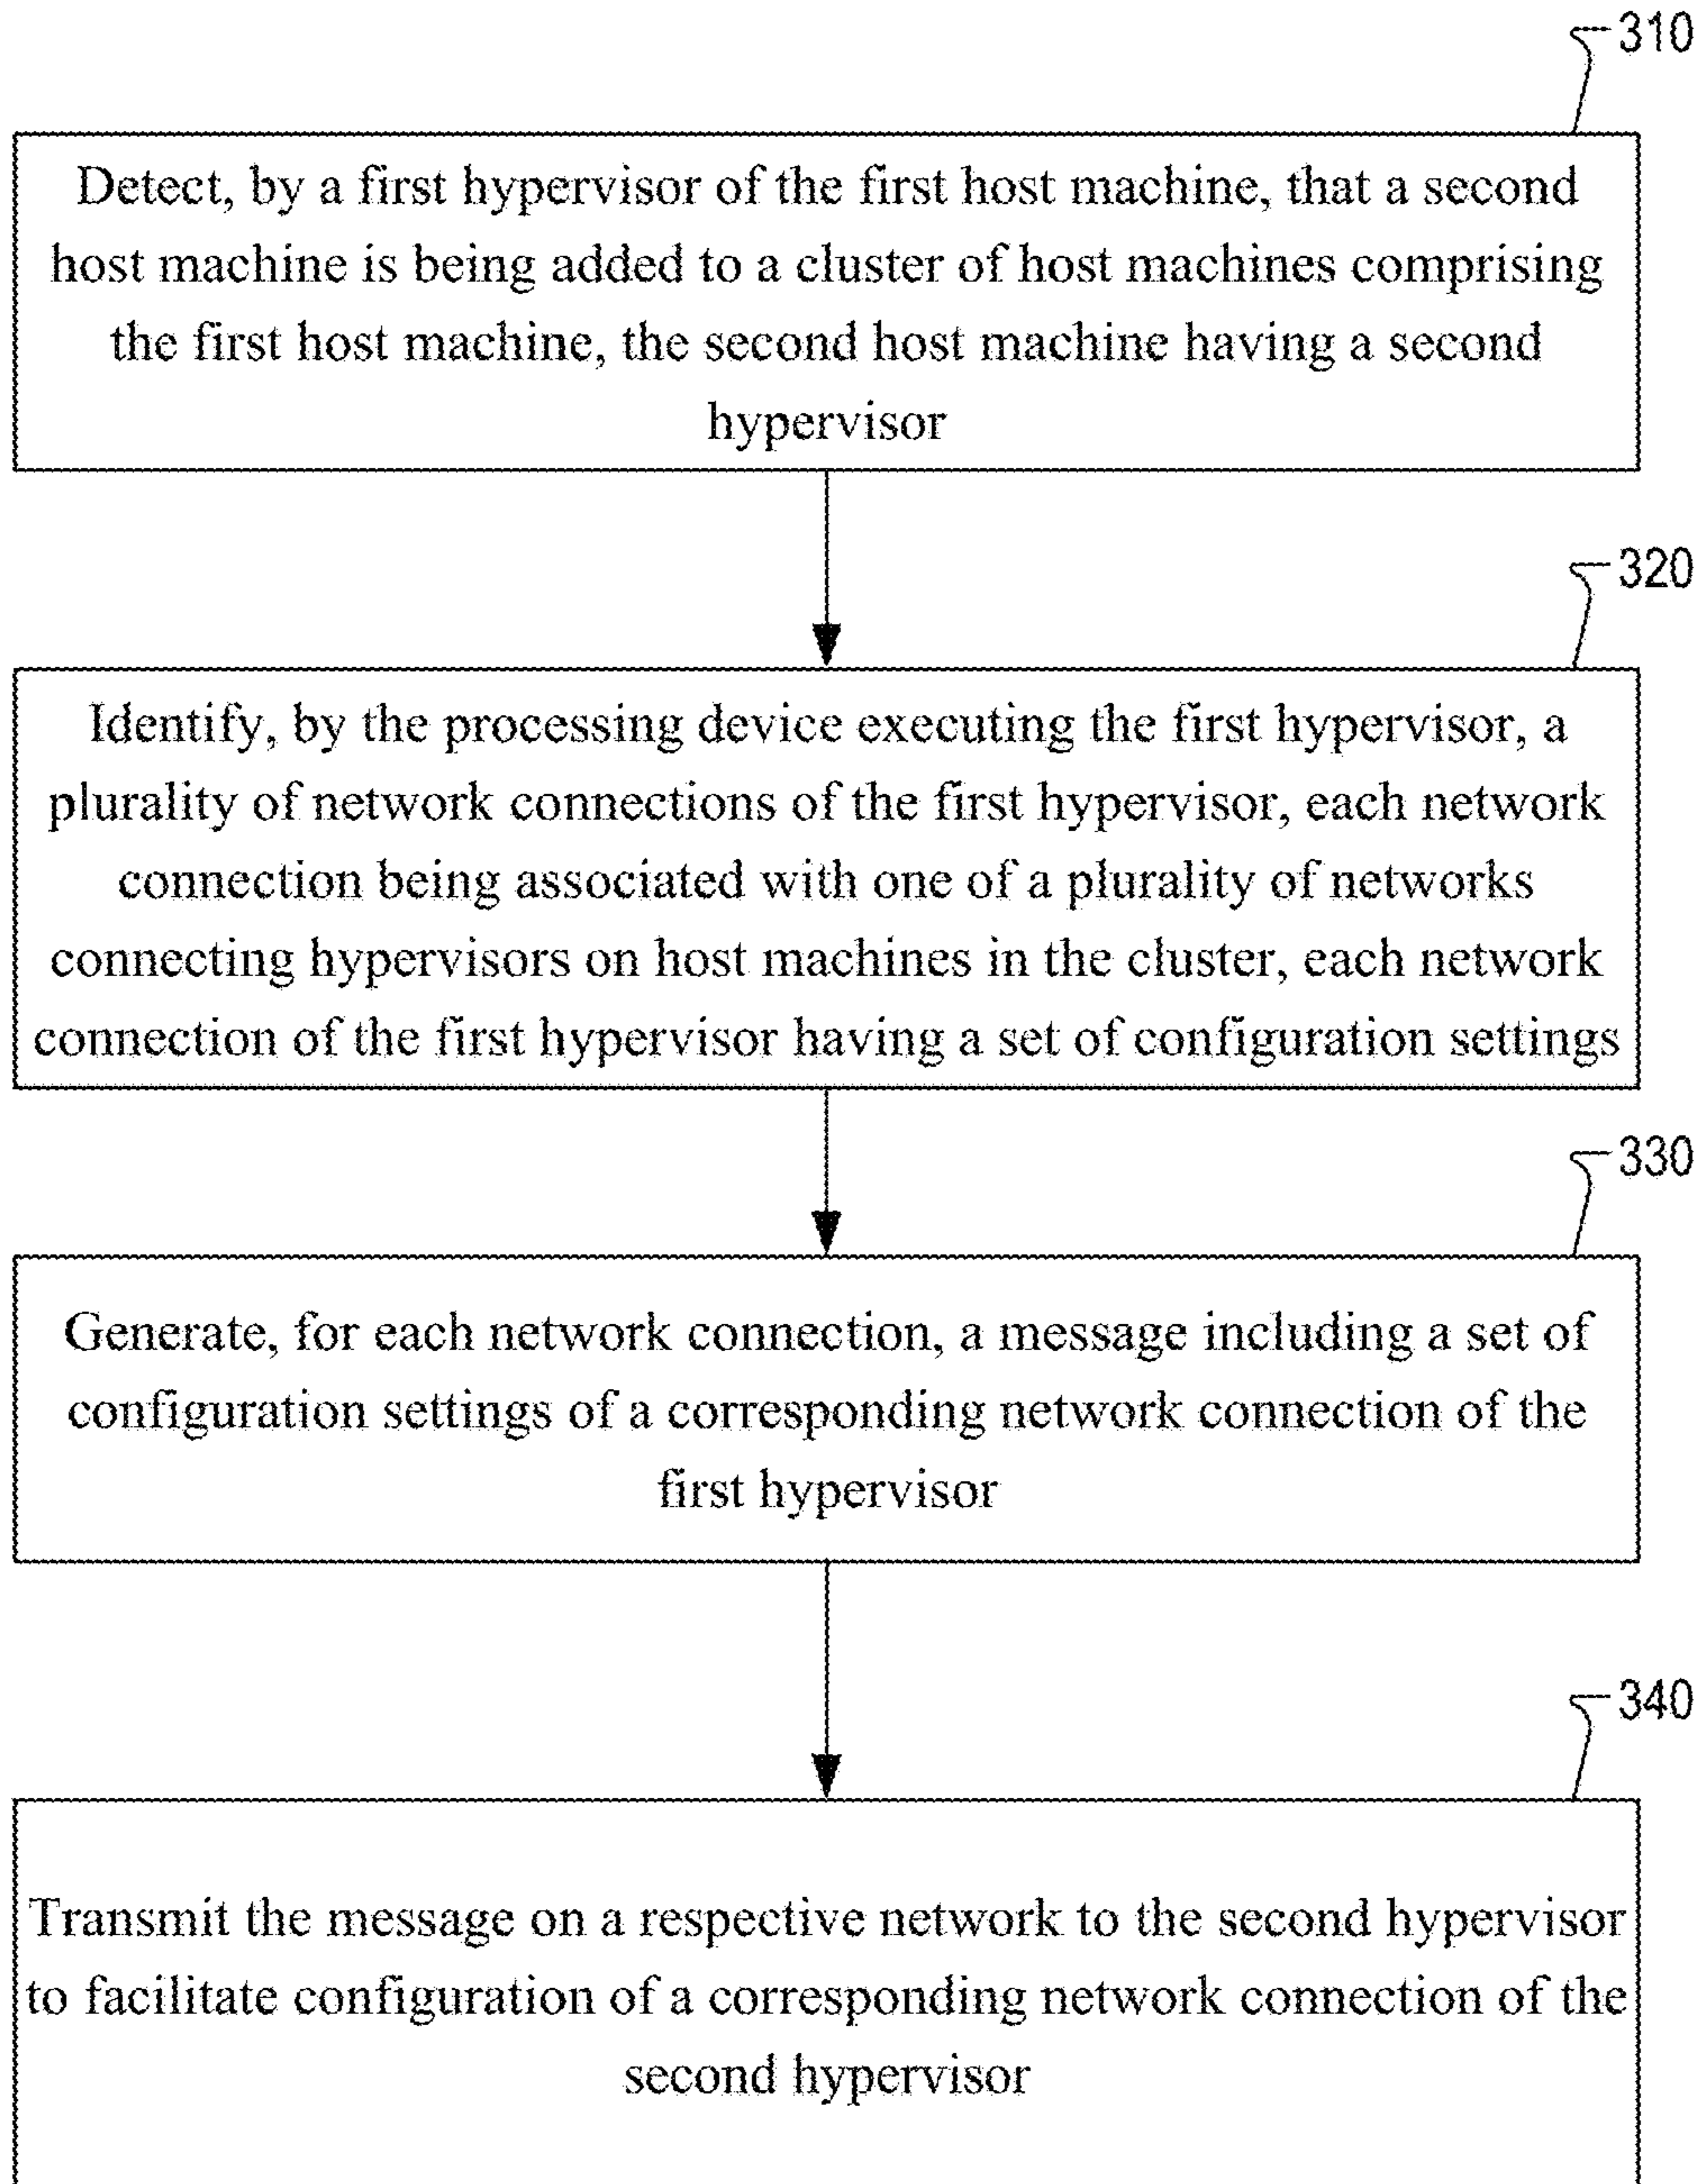 310
Detect, by a first hypervisor of the first host machine, that a second
host machine is being added to a cluster of host machines comprising
the first host machine, the second host machine having a second
hypervisor
320
Identify, by the processing device executing the first hypervisor, a
plurality of network connections of the first hypervisor, each network
connection being associated with one of a plurality of networks
connecting hypervisors on host machines in the cluster, each network
connection of the first hypervisor having a set of configuration settings
330
Generate, for each network connection, a message including a set of
configuration settings of a corresponding network connection of the
first hypervisor
340
Transmit the message on a respective network to the second hypervisor
to facilitate configuration of a corresponding network connection of the
second hypervisor